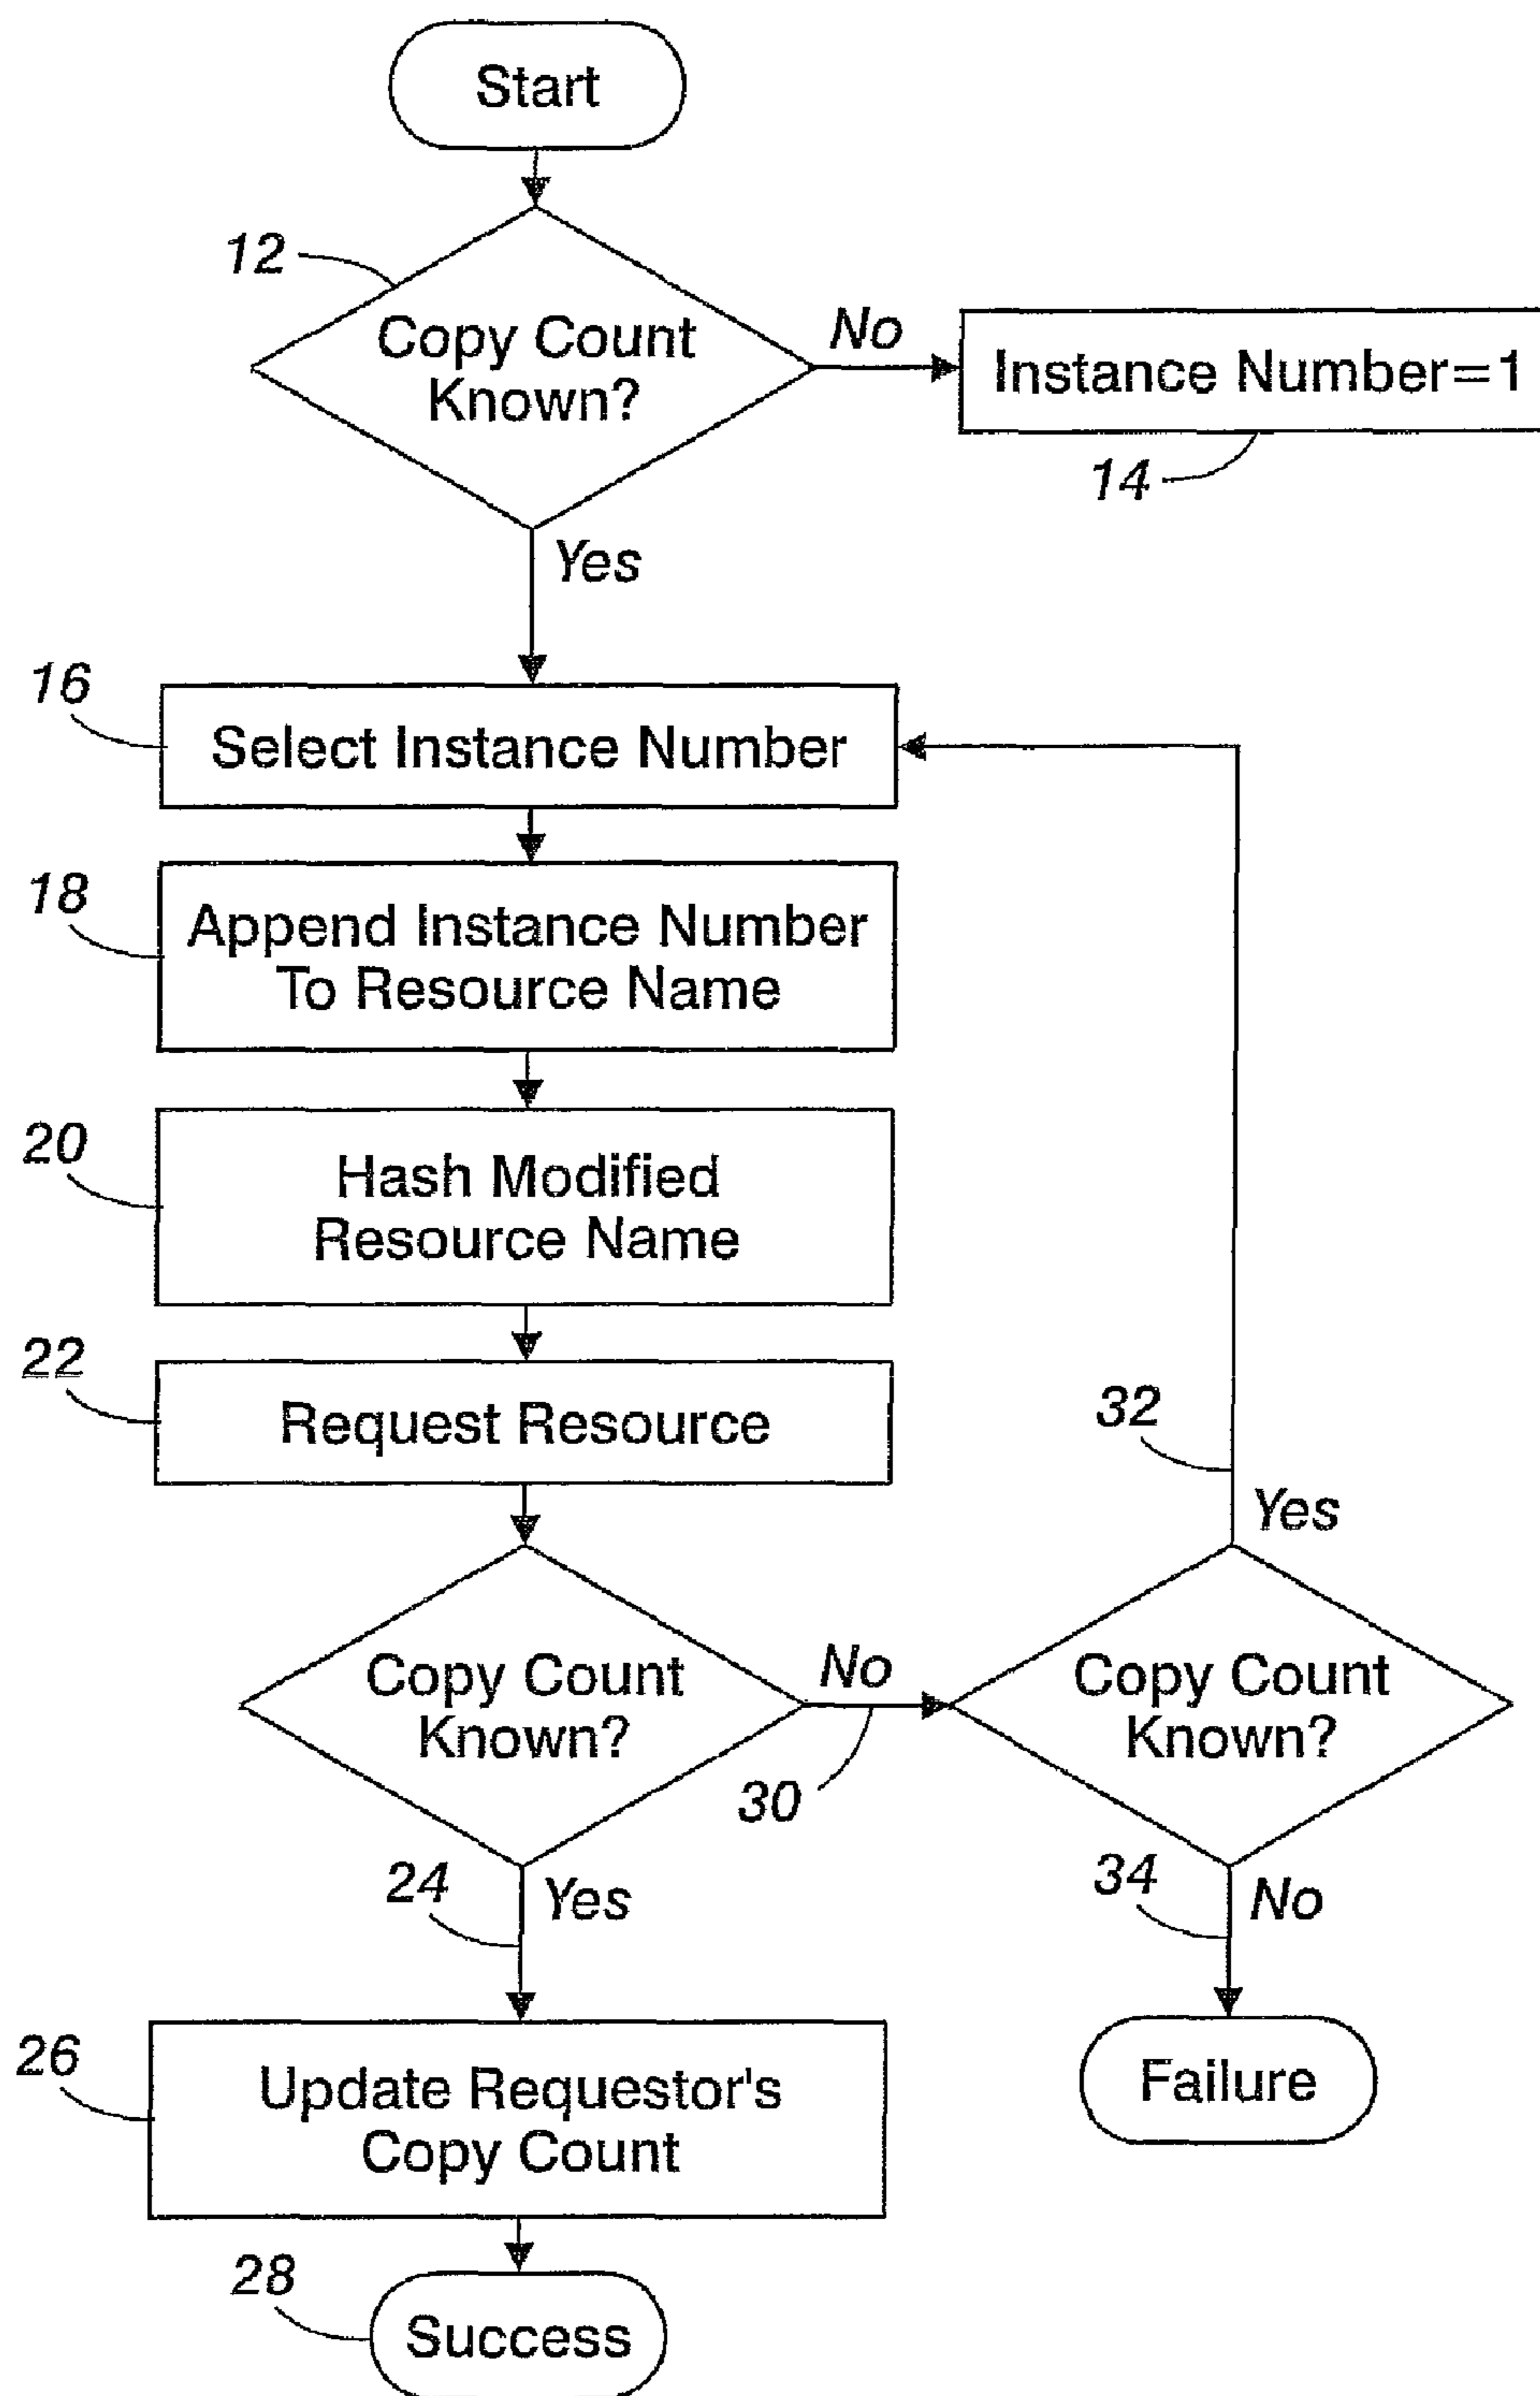 Start
12
Copy Count
Known?
No
Instance Number=1
14
Yes
16
Select Instance Number
18
Append Instance Number
To Resource Name
20
Hash Modified
Resource Name
22
Request Resource
32
Yes
Copy Count
Known?
No
30
Copy Count
Known?
24
Yes
34
No
26
Update Requestor's
Copy Count
Failure
28
Success